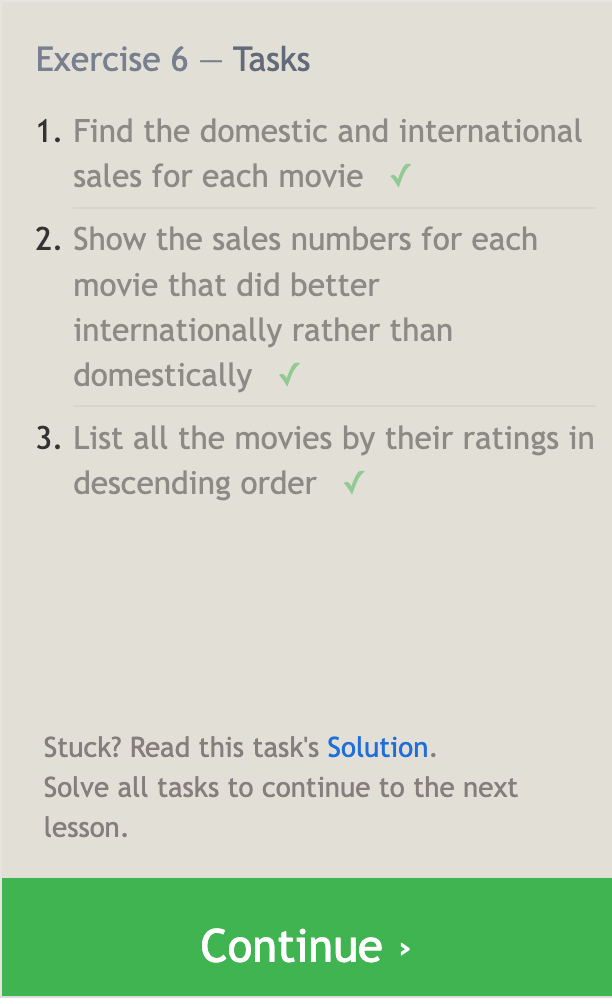 Exercise 6 — Tasks
1. Find the domestic and international
sales for each movie ✓
2. Show the sales numbers for each
movie that did better
internationally rather than
domestically ✓
3. List all the movies by their ratings in
descending order ✓
Stuck? Read this task's Solution.
Solve all tasks to continue to the next
lesson.
Continue ›